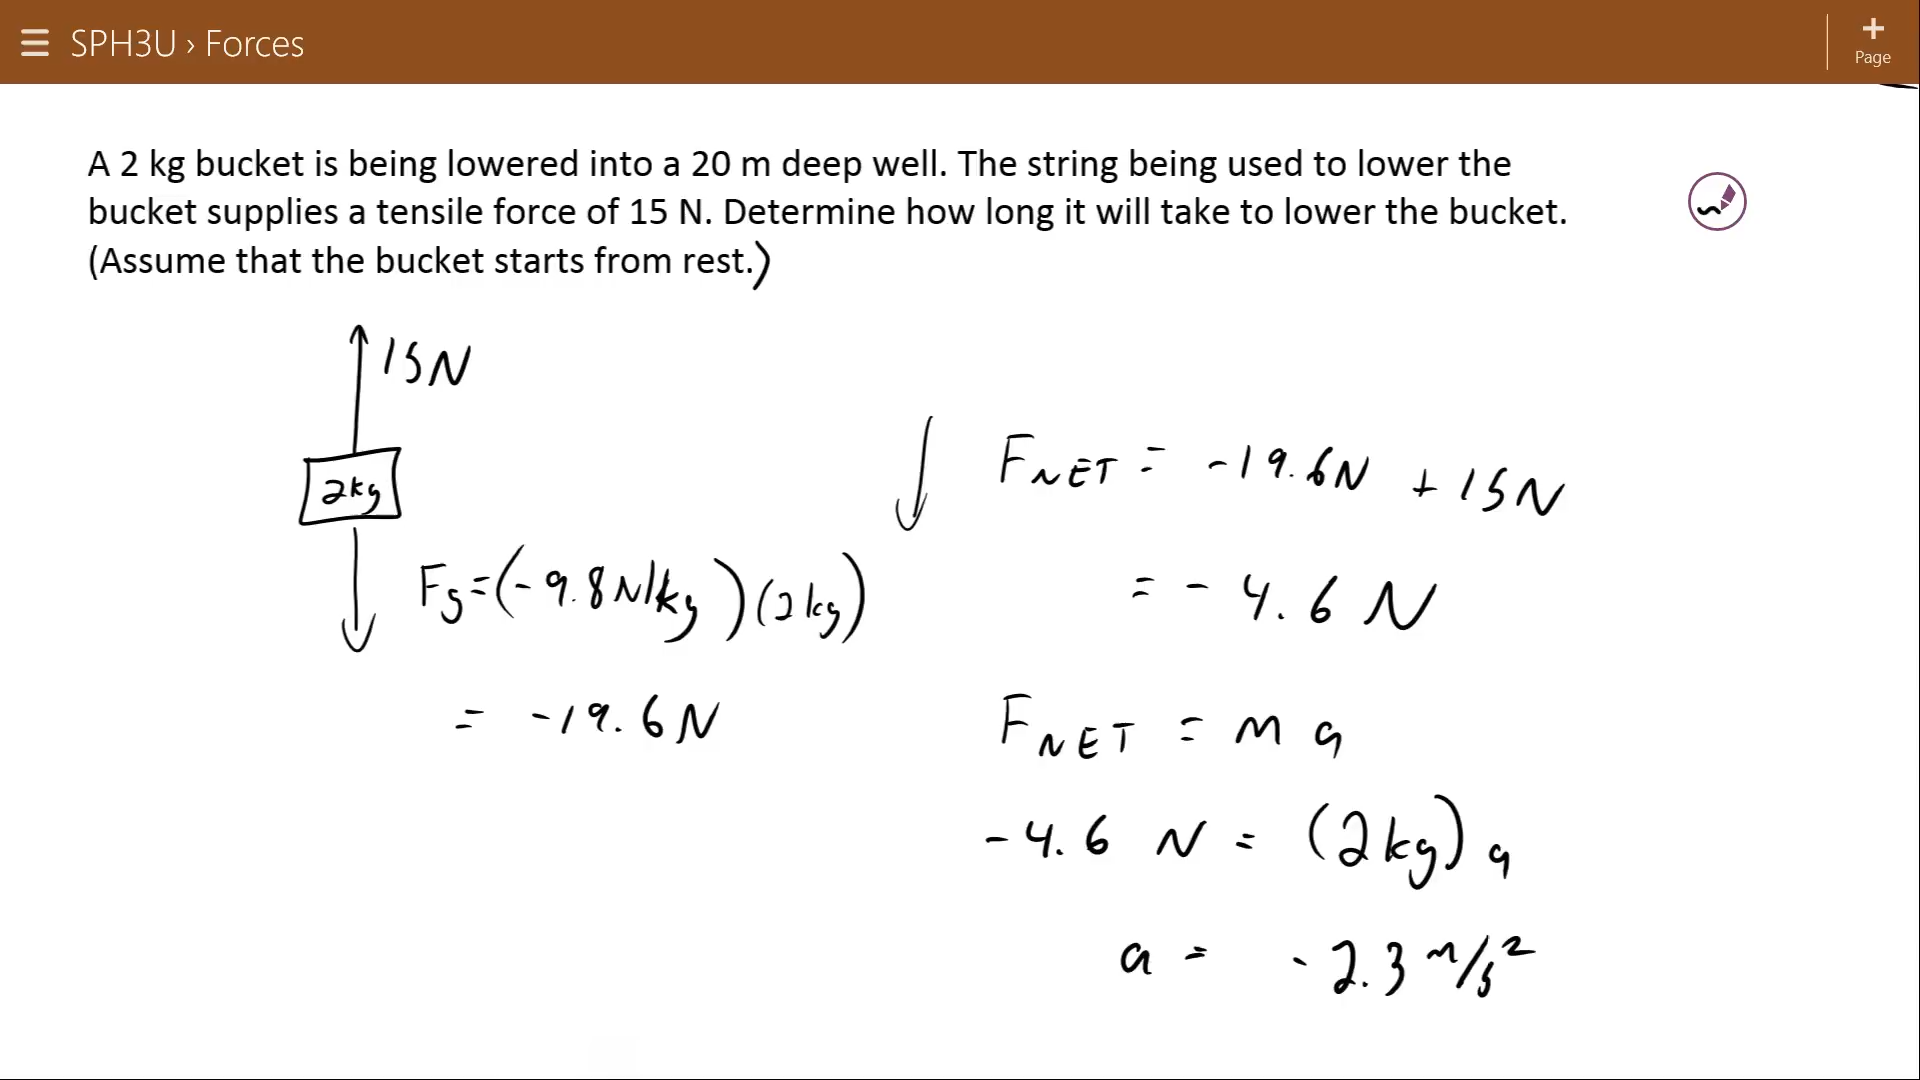 SPH3U › Forces
+
Page
A 2 kg bucket is being lowered into a 20 m deep well. The string being used to lower the
bucket supplies a tensile force of 15 N. Determine how long it will take to lower the bucket.
(Assume that the bucket starts from rest.)
15N
2kg
Fg=(-9.8N/kg)(2kg)
= -19.6N
FNET = -19.6N + 15N
= -4.6 N
FNET = m a
-4.6 N = (2kg) a
a = -2.3 m/s²